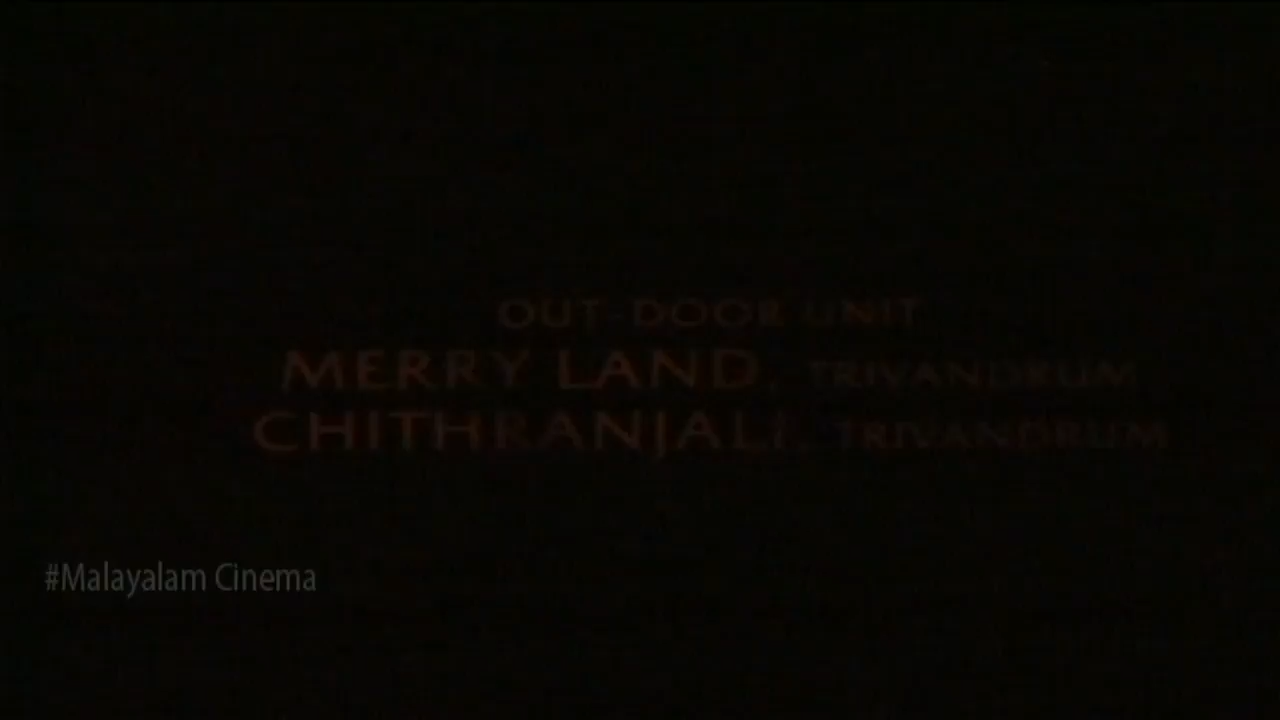 OUT-DOOR UNIT
MERRY LAND, TRIVANDRUM
CHITHRANJALI, TRIVANDRUM
#Malayalam Cinema